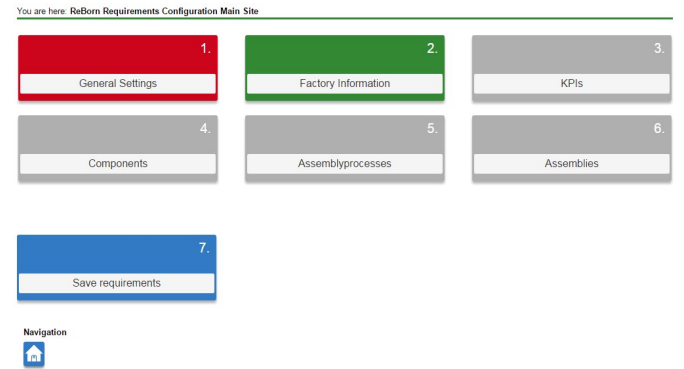 You are here: ReBorn Requirements Configuration Main Site
1.
General Settings
2.
Factory Information
3.
KPIs
4.
Components
5.
Assemblyprocesses
6.
Assemblies
7.
Save requirements
Navigation